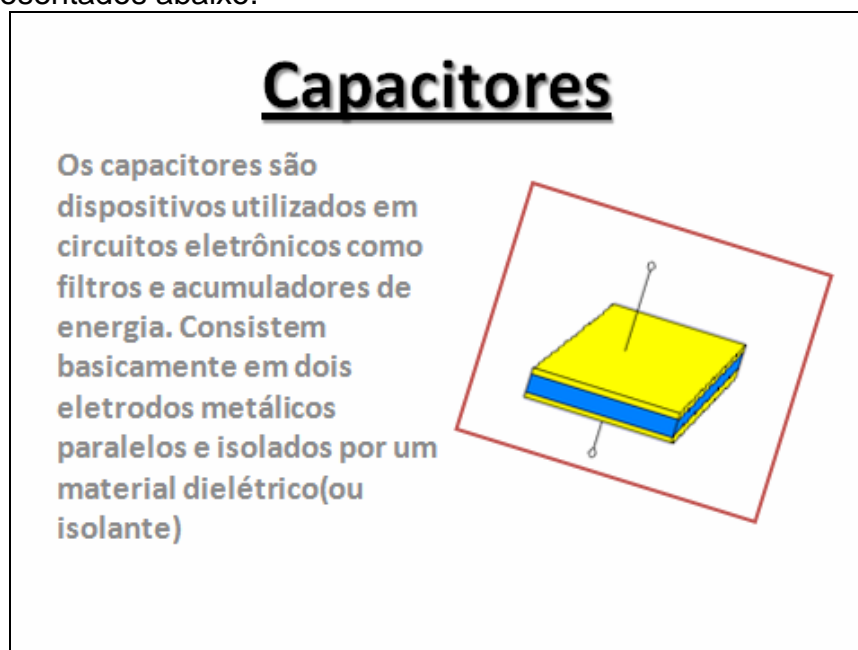 abaixo.
Capacitores
Os capacitores são
dispositivos utilizados em
circuitos eletrônicos como
filtros e acumuladores de
energia. Consistem
basicamente em dois
eletrodos metálicos
paralelos e isolados por um
material dielétrico(ou
isolante)